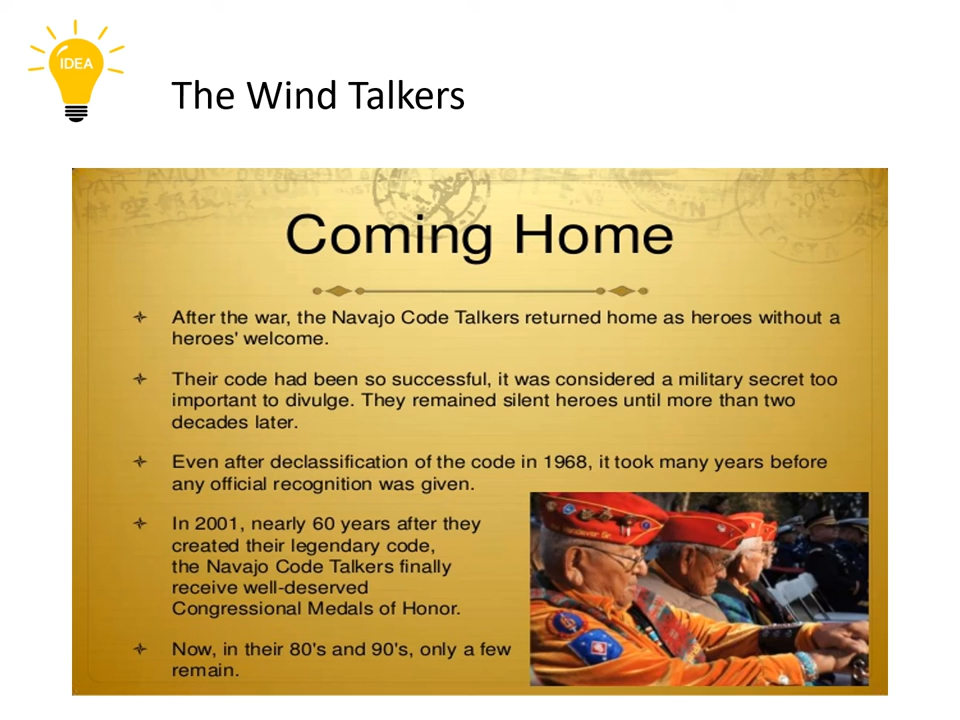 IDEA
The Wind Talkers
PAR AVION
Coming Home
After the war, the Navajo Code Talkers returned home as heroes without a
heroes' welcome.
Their code had been so successful, it was considered a military secret too
important to divulge. They remained silent heroes until more than two
decades later.
Even after declassification of the code in 1968, it took many years before
any official recognition was given.
In 2001, nearly 60 years after they
created their legendary code,
the Navajo Code Talkers finally
receive well-deserved
Congressional Medals of Honor.
Now, in their 80's and 90's, only a few
remain.